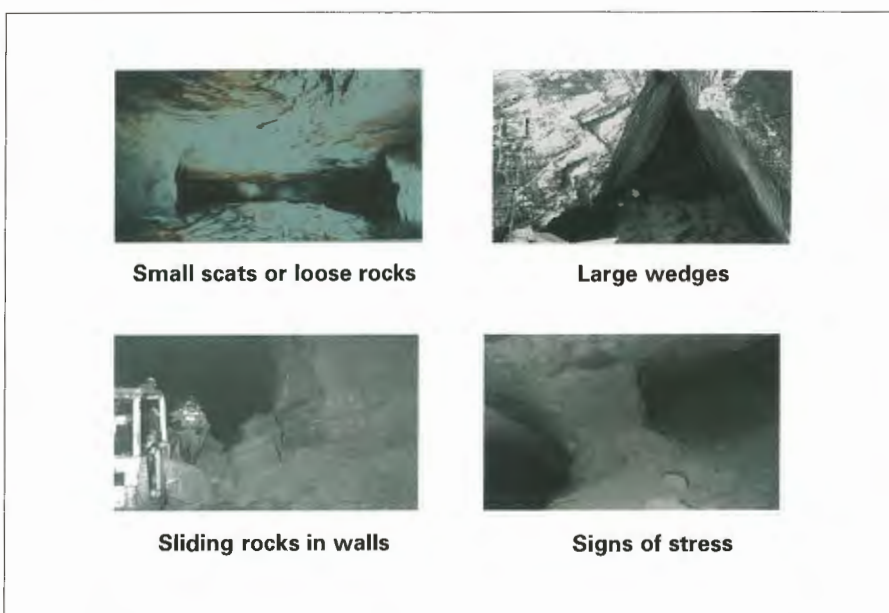 Small scats or loose rocks
Large wedges
Sliding rocks in walls
Signs of stress